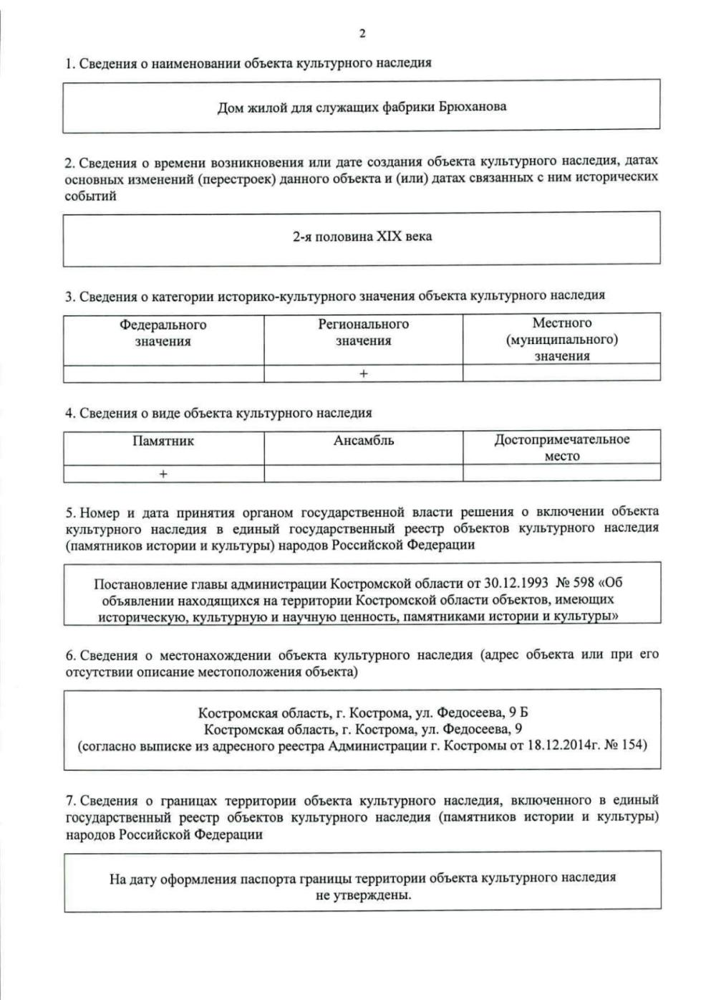 2
1. Сведения о наименовании объекта культурного наследия
Дом жилой для служащих фабрики Брюханова
2. Сведения о времени возникновения или дате создания объекта культурного наследия, датах
основных изменений (перестроек) данного объекта и (или) датах связанных с ним исторических
событий
2-я половина XIX века
3. Сведения о категории историко-культурного значения объекта культурного наследия
Федерального
значения
Регионального
значения
Местного
(муниципального)
значения
+
4. Сведения о виде объекта культурного наследия
Памятник
Ансамбль
Достопримечательное
место
+
5. Номер и дата принятия органом государственной власти решения о включении объекта
культурного наследия в единый государственный реестр объектов культурного наследия
(памятников истории и культуры) народов Российской Федерации
Постановление главы администрации Костромской области от 30.12.1993 № 598 «Об
объявлении находящихся на территории Костромской области объектов, имеющих
историческую, культурную и научную ценность, памятниками истории и культуры»
6. Сведения о местонахождении объекта культурного наследия (адрес объекта или при его
отсутствии описание местоположения объекта)
Костромская область, г. Кострома, ул. Федосеева, 9 Б
Костромская область, г. Кострома, ул. Федосеева, 9
(согласно выписке из адресного реестра Администрации г. Костромы от 18.12.2014г. № 154)
7. Сведения о границах территории объекта культурного наследия, включенного в единый
государственный реестр объектов культурного наследия (памятников истории и культуры)
народов Российской Федерации
На дату оформления паспорта границы территории объекта культурного наследия
не утверждены.